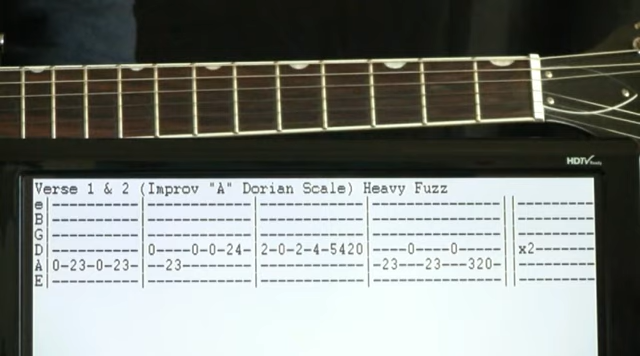 HDTV Ready
Verse 1 & 2 (Improv "A" Dorian Scale) Heavy Fuzz
e|--------|----------|----------|-----------||-------
B|--------|----------|----------|-----------||-------
G|--------|----------|----------|-----------||-------
D|--------|0----0-0-24-|2-0-2-4-5420|----0----0---||x2-----
A|0-23-0-23-|-23-------|----------|-23---23---320-||-------
E|--------|----------|----------|-----------||-------